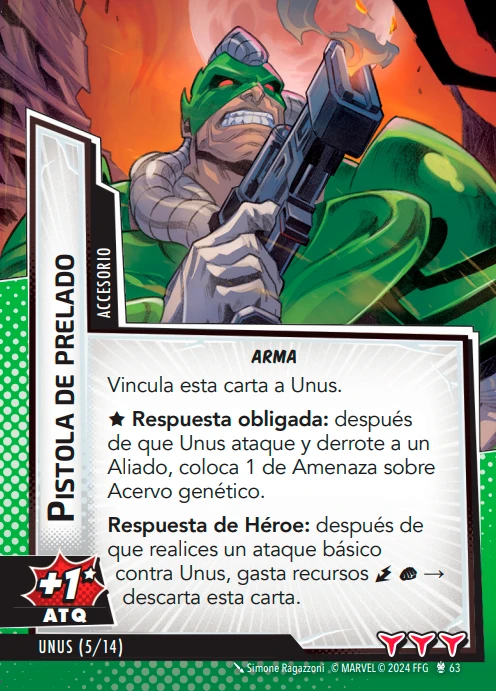 PISTOLA DE PRELADO
ACCESORIO
ARMA
Vincula esta carta a Unus.
★ Respuesta obligada: después
de que Unus ataque y derrote a un
Aliado, coloca 1 de Amenaza sobre
Acervo genético.
Respuesta de Héroe: después de
que realices un ataque básico
contra Unus, gasta recursos →
descarta esta carta.
+1★
ATQ
UNUS (5/14)
Simone Ragazzoni . © MARVEL © 2024 FFG 63